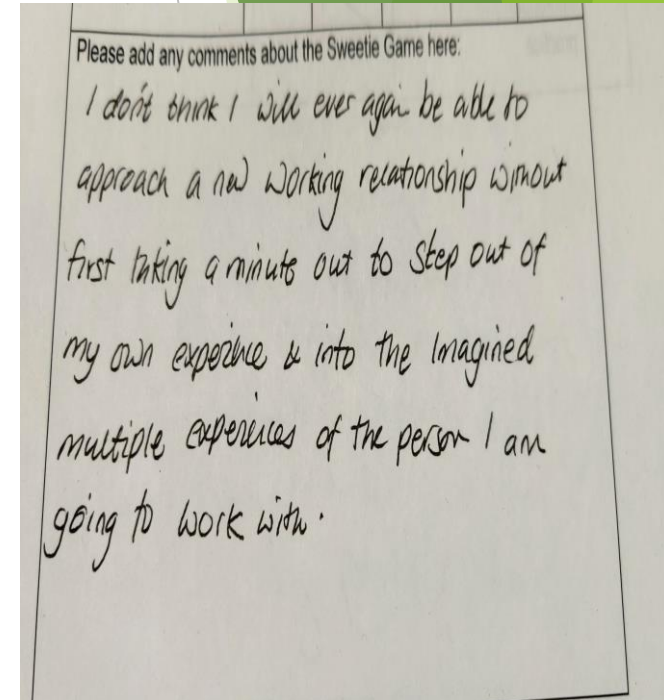 Please add any comments about the Sweetie Game here:
I don't think I will ever again be able to
approach a new working relationship without
first taking a minute out to step out of
my own experience & into the Imagined
multiple experiences of the person I am
going to work with.